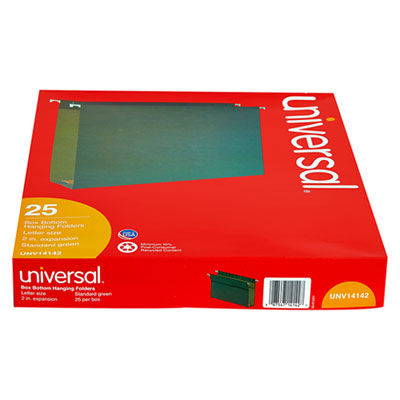 universal
25
Box Bottom
Hanging Folders
Letter size
2 in. expansion
Standard green
UNV14142
USA
Minimum 10%
Post-Consumer
Recycled Content
universal.
Box Bottom Hanging Folders
Letter size Standard green
2 in. expansion 25 per box
UNV14142